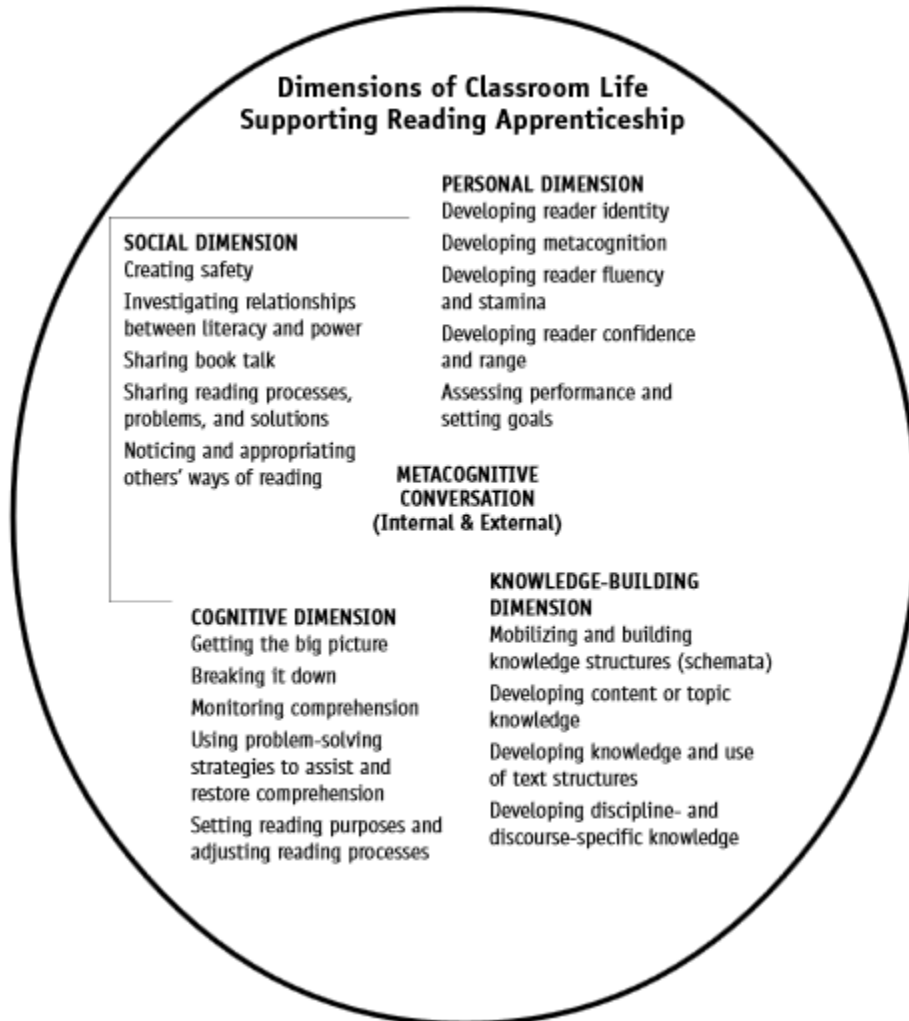 Dimensions of Classroom Life
Supporting Reading Apprenticeship
PERSONAL DIMENSION
Developing reader identity
Developing metacognition
Developing reader fluency
and stamina
Developing reader confidence
and range
Assessing performance and
setting goals
SOCIAL DIMENSION
Creating safety
Investigating relationships
between literacy and power
Sharing book talk
Sharing reading processes,
problems, and solutions
Noticing and appropriating
others’ ways of reading
METACOGNITIVE
CONVERSATION
(Internal & External)
COGNITIVE DIMENSION
Getting the big picture
Breaking it down
Monitoring comprehension
Using problem-solving
strategies to assist and
restore comprehension
Setting reading purposes and
adjusting reading processes
KNOWLEDGE-BUILDING
DIMENSION
Mobilizing and building
knowledge structures (schemata)
Developing content or topic
knowledge
Developing knowledge and use
of text structures
Developing discipline- and
discourse-specific knowledge